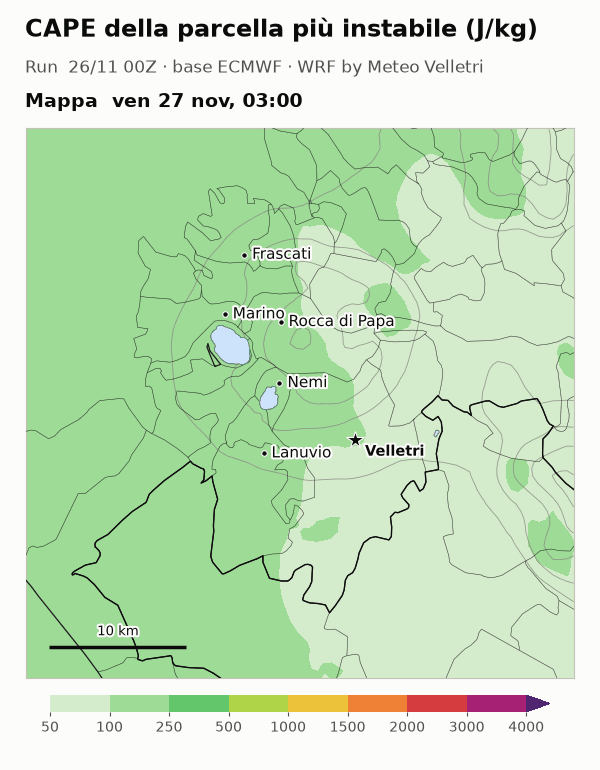 CAPE della parcella più instabile (J/kg)
Run  26/11 00Z · base ECMWF · WRF by Meteo Velletri
Mappa  ven 27 nov, 03:00
Frascati
Marino
Rocca di Papa
Nemi
Velletri
Lanuvio
10 km
50 100 250 500 1000 1500 2000 3000 4000